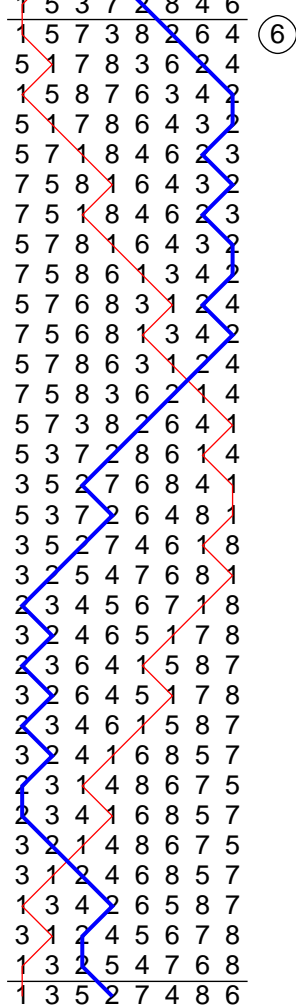 1 5 3 7 2 8 4 6
1 5 7 3 8 2 6 4 6
5 1 7 8 3 6 2 4
1 5 8 7 6 3 4 2
5 1 7 8 6 4 3 2
5 7 1 8 4 6 2 3
7 5 8 1 6 4 3 2
7 5 1 8 4 6 2 3
5 7 8 1 6 4 3 2
7 5 8 6 1 3 4 2
5 7 6 8 3 1 2 4
7 5 6 8 1 3 4 2
5 7 8 6 3 1 2 4
7 5 8 3 6 2 1 4
5 7 3 8 2 6 4 1
5 3 7 2 8 6 1 4
3 5 2 7 6 8 4 1
5 3 7 2 6 4 8 1
3 5 2 7 4 6 1 8
3 2 5 4 7 6 8 1
2 3 4 5 6 7 1 8
3 2 4 6 5 1 7 8
2 3 6 4 1 5 8 7
3 2 6 4 5 1 7 8
2 3 4 6 1 5 8 7
3 2 4 1 6 8 5 7
2 3 1 4 8 6 7 5
2 3 4 1 6 8 5 7
3 2 1 4 8 6 7 5
3 1 2 4 6 8 5 7
1 3 4 2 6 5 8 7
3 1 2 4 5 6 7 8
1 3 2 5 4 7 6 8
1 3 5 2 7 4 8 6